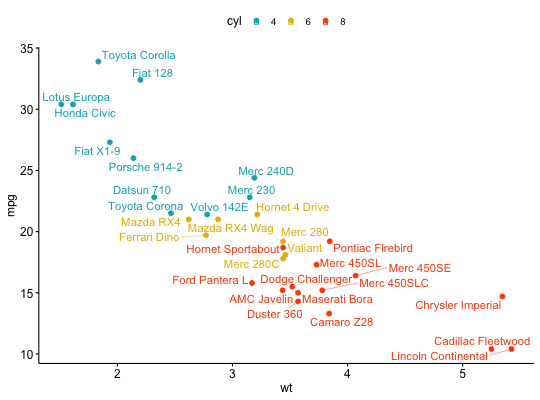 cyl 4 6 8
35
Toyota Corolla
Fiat 128
30
Lotus Europa
Honda Civic
Fiat X1-9
Porsche 914-2
25
Merc 240D
Datsun 710
Merc 230
Toyota Corona
Volvo 142E
Hornet 4 Drive
mpg
20
Mazda RX4
Mazda RX4 Wag
Merc 280
Ferrari Dino
Hornet Sportabout
Valiant
Pontiac Firebird
Merc 280C
Merc 450SL
Merc 450SE
Ford Pantera L
Dodge Challenger
Merc 450SLC
15
AMC Javelin
Maserati Bora
Chrysler Imperial
Duster 360
Camaro Z28
Cadillac Fleetwood
10
Lincoln Continental
2 3 4 5
wt